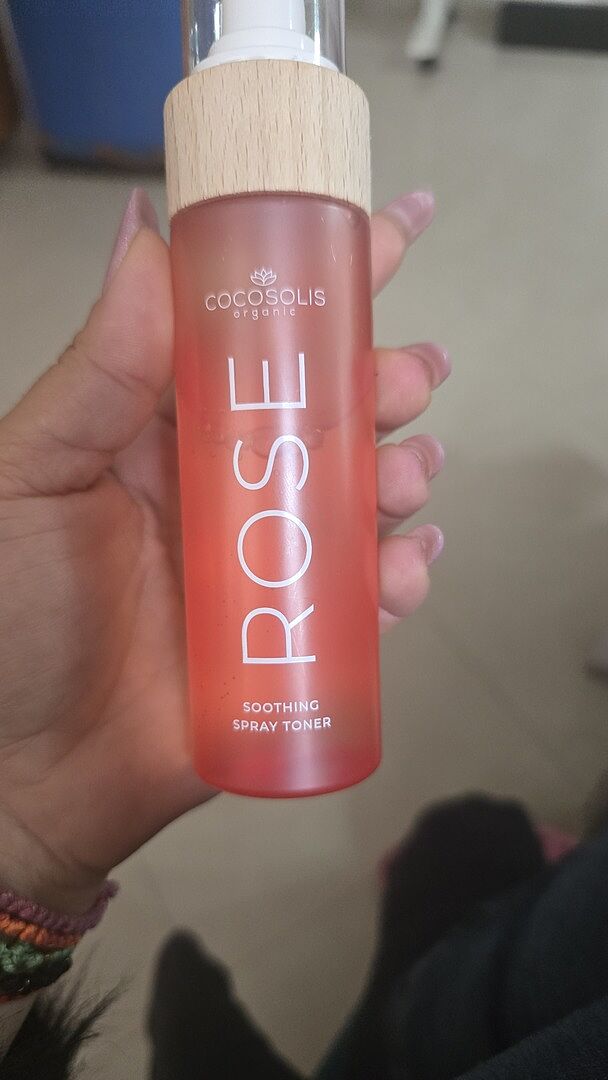 COCOSOLIS
organic
ROSE
SOOTHING
SPRAY TONER